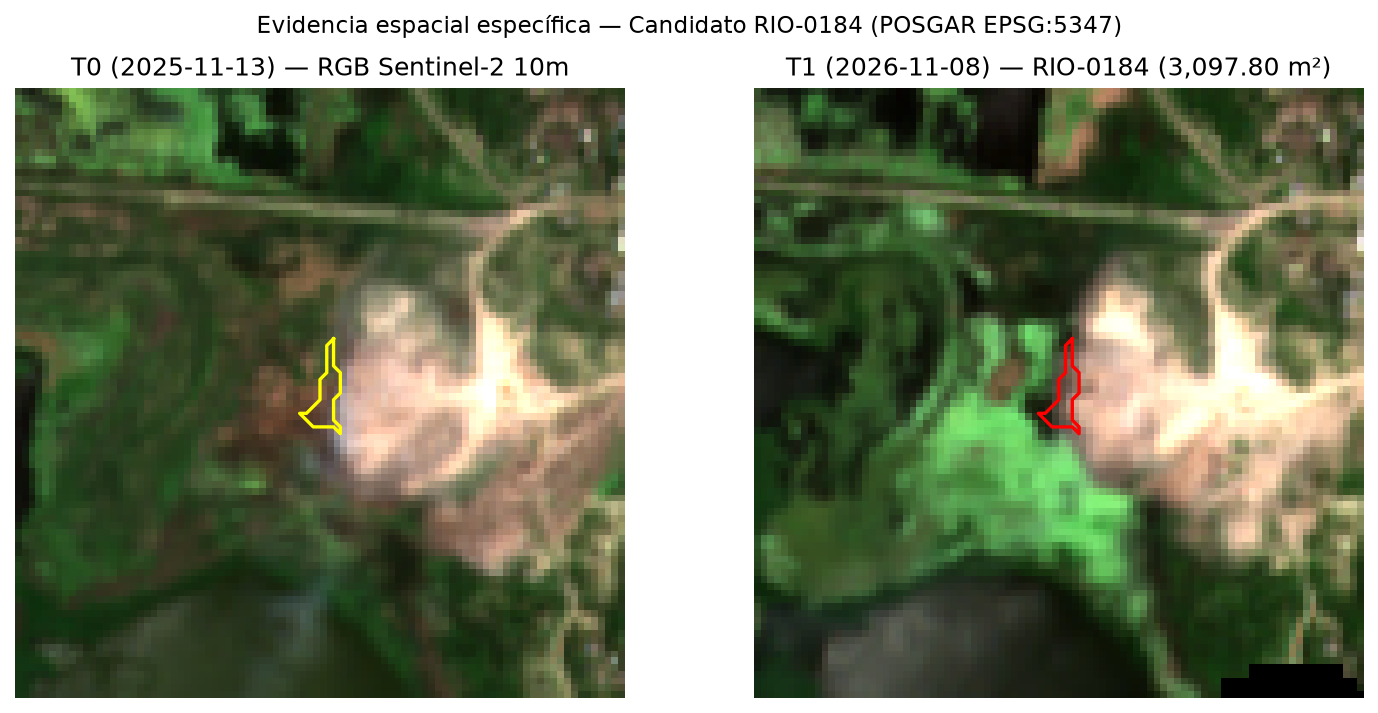 Evidencia espacial específica — Candidato RIO-0184 (POSGAR EPSG:5347)
T0 (2025-11-13) — RGB Sentinel-2 10m
T1 (2026-11-08) — RIO-0184 (3,097.80 m²)